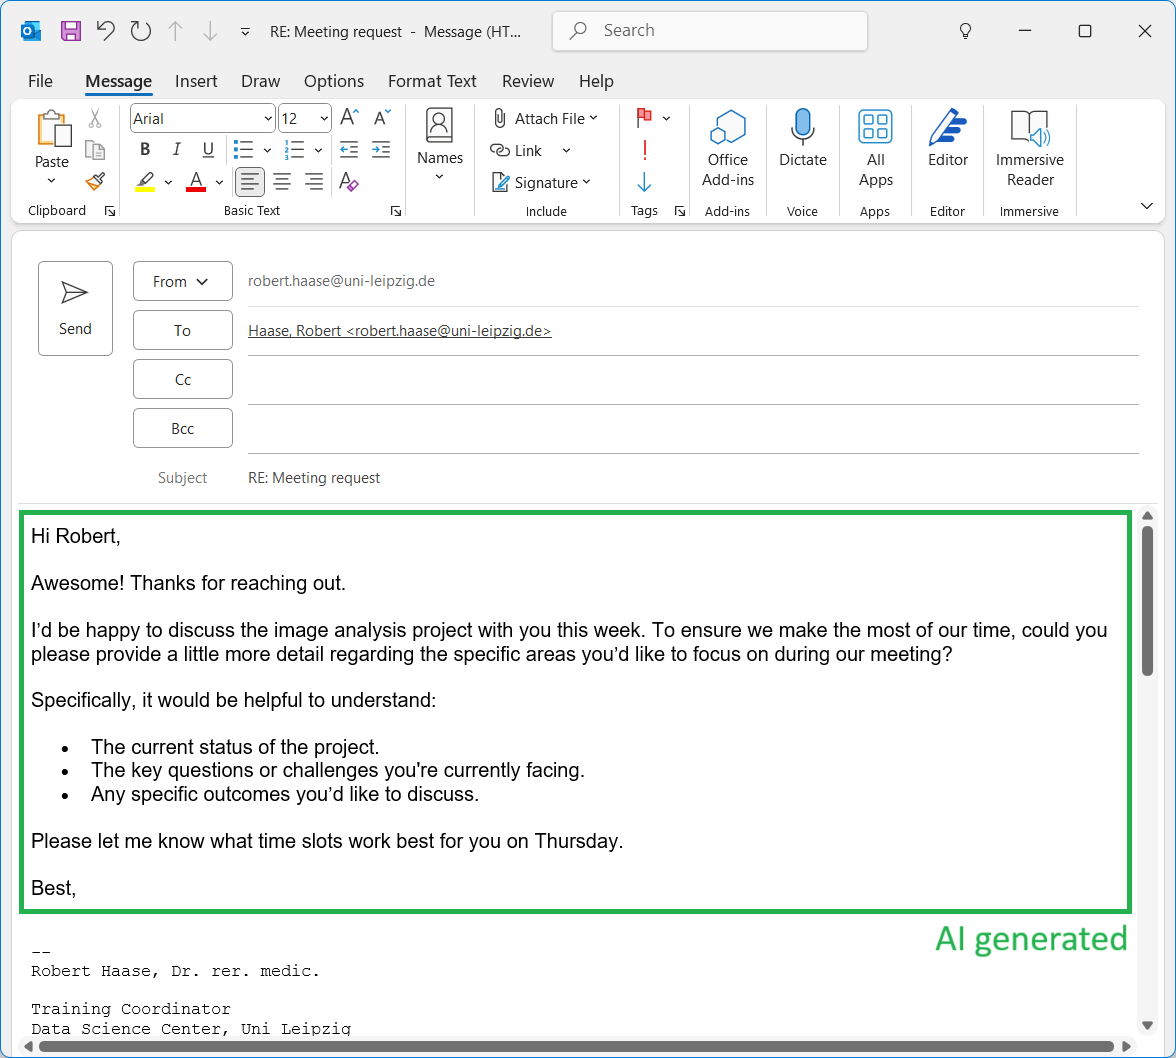 RE: Meeting request - Message (HT...
Search
File Message Insert Draw Options Format Text Review Help
Paste
Clipboard
Arial
12
B I U
A
Basic Text
Names
Attach File
Link
Signature
Include
Tags
Office
Add-ins
Add-ins
Dictate
Voice
All
Apps
Apps
Editor
Editor
Immersive
Reader
Immersive
Send
From
robert.haase@uni-leipzig.de
To
Haase, Robert <robert.haase@uni-leipzig.de>
Cc
Bcc
Subject
RE: Meeting request
Hi Robert,
Awesome! Thanks for reaching out.
I’d be happy to discuss the image analysis project with you this week. To ensure we make the most of our time, could you
please provide a little more detail regarding the specific areas you’d like to focus on during our meeting?
Specifically, it would be helpful to understand:
• The current status of the project.
• The key questions or challenges you're currently facing.
• Any specific outcomes you’d like to discuss.
Please let me know what time slots work best for you on Thursday.
Best,
AI generated
--
Robert Haase, Dr. rer. medic.
Training Coordinator
Data Science Center, Uni Leipzig